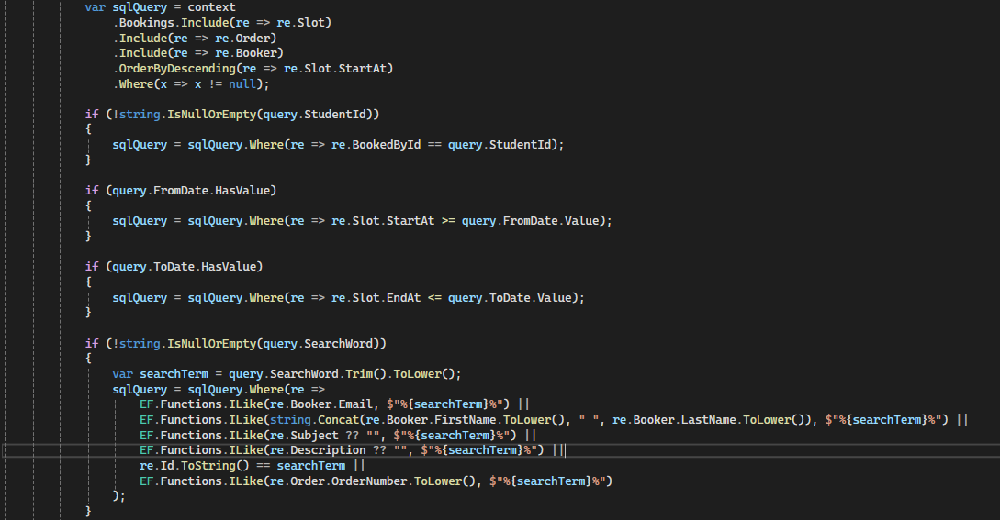 var sqlQuery = context
.Bookings.Include(re => re.Slot)
.Include(re => re.Order)
.Include(re => re.Booker)
.OrderByDescending(re => re.Slot.StartAt)
.Where(x => x != null);
if (!string.IsNullOrEmpty(query.StudentId))
{
sqlQuery = sqlQuery.Where(re => re.BookedById == query.StudentId);
}
if (query.FromDate.HasValue)
{
sqlQuery = sqlQuery.Where(re => re.Slot.StartAt >= query.FromDate.Value);
}
if (query.ToDate.HasValue)
{
sqlQuery = sqlQuery.Where(re => re.Slot.EndAt <= query.ToDate.Value);
}
if (!string.IsNullOrEmpty(query.SearchWord))
{
var searchTerm = query.SearchWord.Trim().ToLower();
sqlQuery = sqlQuery.Where(re =>
EF.Functions.ILike(re.Booker.Email, $"%{searchTerm}%") ||
EF.Functions.ILike(string.Concat(re.Booker.FirstName.ToLower(), " ", re.Booker.LastName.ToLower()), $"%{searchTerm}%") ||
EF.Functions.ILike(re.Subject ?? "", $"%{searchTerm}%") ||
EF.Functions.ILike(re.Description ?? "", $"%{searchTerm}%") ||
re.Id.ToString() == searchTerm ||
EF.Functions.ILike(re.Order.OrderNumber.ToLower(), $"%{searchTerm}%")
);
}